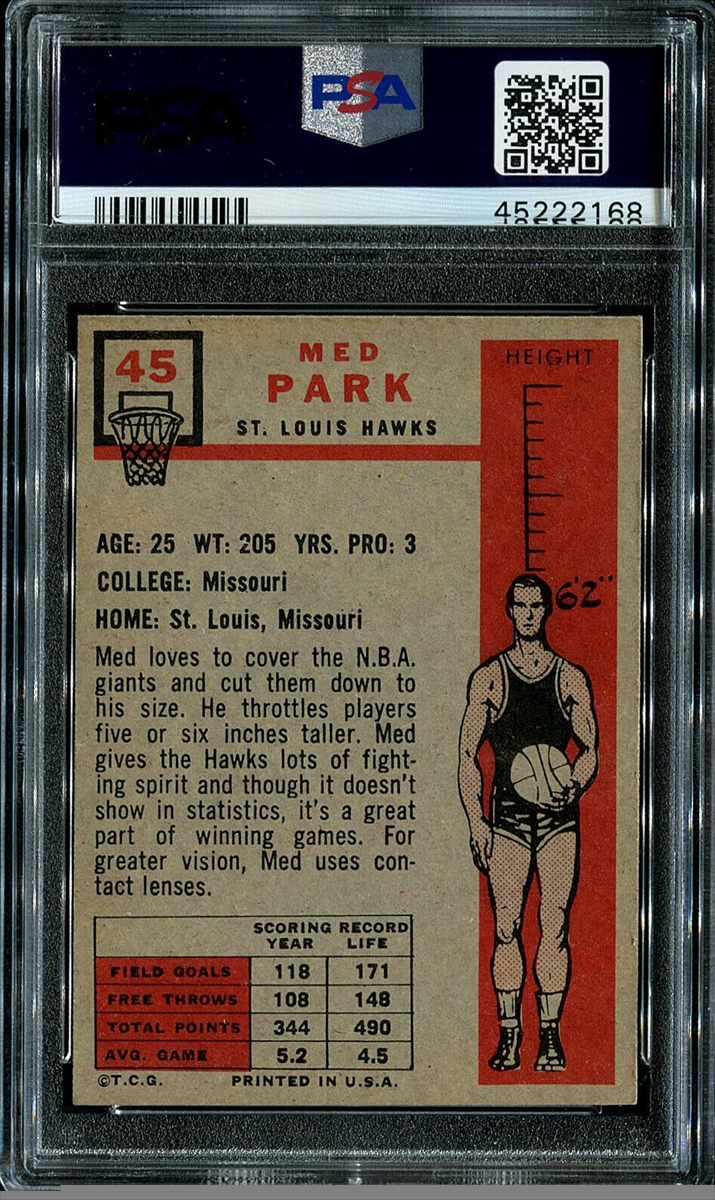 PSA
PSA
45222168
45
MED
PARK
ST. LOUIS HAWKS
HEIGHT
6'2"
AGE: 25 WT: 205 YRS. PRO: 3
COLLEGE: Missouri
HOME: St. Louis, Missouri
Med loves to cover the N.B.A.
giants and cut them down to
his size. He throttles players
five or six inches taller. Med
gives the Hawks lots of fight-
ing spirit and though it doesn't
show in statistics, it's a great
part of winning games. For
greater vision, Med uses con-
tact lenses.
SCORING RECORD
YEAR LIFE
FIELD GOALS 118 171
FREE THROWS 108 148
TOTAL POINTS 344 490
AVG. GAME 5.2 4.5
©T.C.G. PRINTED IN U.S.A.